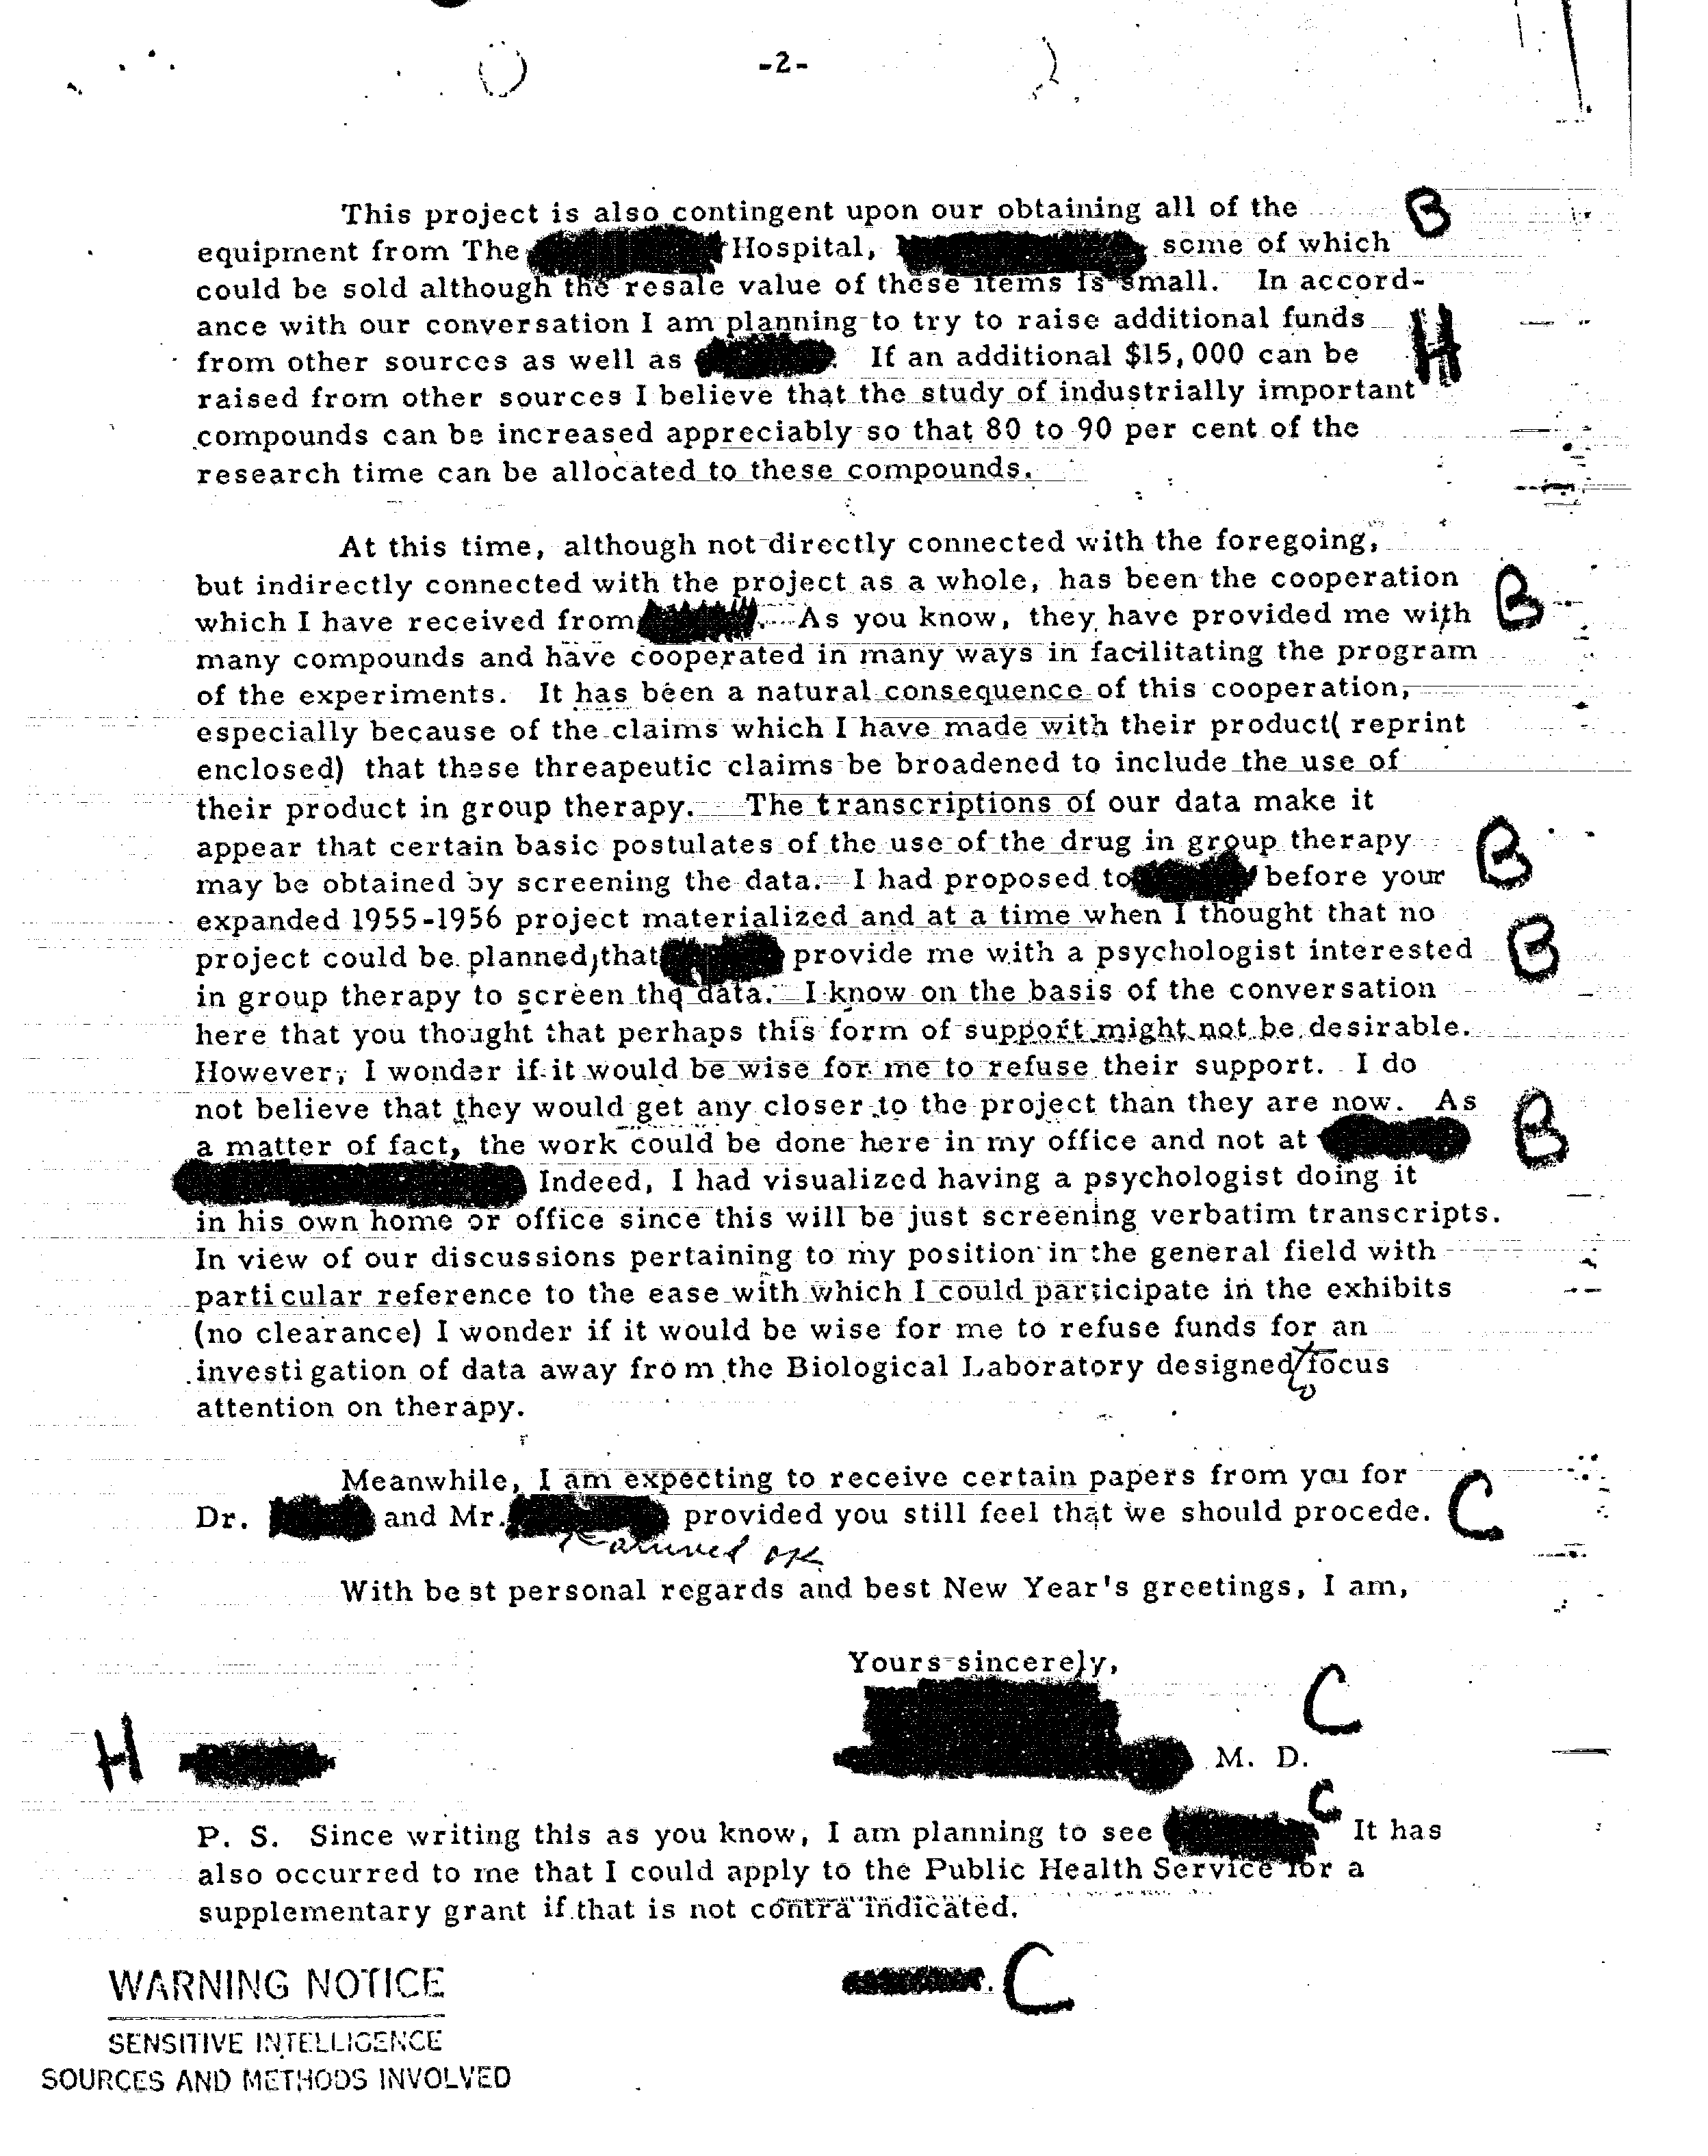 -2-
This project is also contingent upon our obtaining all of the B
equipment from The Hospital, some of which
could be sold although the resale value of these items is small. In accord-
ance with our conversation I am planning to try to raise additional funds
from other sources as well as . If an additional $15,000 can be H
raised from other sources I believe that the study of industrially important
compounds can be increased appreciably so that 80 to 90 per cent of the
research time can be allocated to these compounds.
At this time, although not directly connected with the foregoing,
but indirectly connected with the project as a whole, has been the cooperation
which I have received from . As you know, they have provided me with B
many compounds and have cooperated in many ways in facilitating the program
of the experiments. It has been a natural consequence of this cooperation,
especially because of the claims which I have made with their product( reprint
enclosed) that these threapeutic claims be broadened to include the use of
their product in group therapy. The transcriptions of our data make it
appear that certain basic postulates of the use of the drug in group therapy
may be obtained by screening the data. I had proposed to before your B
expanded 1955-1956 project materialized and at a time when I thought that no
project could be planned, that provide me with a psychologist interested B
in group therapy to screen the data. I know on the basis of the conversation
here that you thought that perhaps this form of support might not be desirable.
However, I wonder if it would be wise for me to refuse their support. I do
not believe that they would get any closer to the project than they are now. As
a matter of fact, the work could be done here in my office and not at B
Indeed, I had visualized having a psychologist doing it
in his own home or office since this will be just screening verbatim transcripts.
In view of our discussions pertaining to my position in the general field with
particular reference to the ease with which I could participate in the exhibits
(no clearance) I wonder if it would be wise for me to refuse funds for an
investigation of data away from the Biological Laboratory designed to focus
attention on therapy.
Meanwhile, I am expecting to receive certain papers from you for
Dr. and Mr. provided you still feel that we should procede. C
OK
With best personal regards and best New Year's greetings, I am,
Yours sincerely,
C
H
M. D.
C
P. S. Since writing this as you know, I am planning to see It has
also occurred to me that I could apply to the Public Health Service for a
supplementary grant if that is not contra indicated.
C
WARNING NOTICE
SENSITIVE INTELLIGENCE
SOURCES AND METHODS INVOLVED